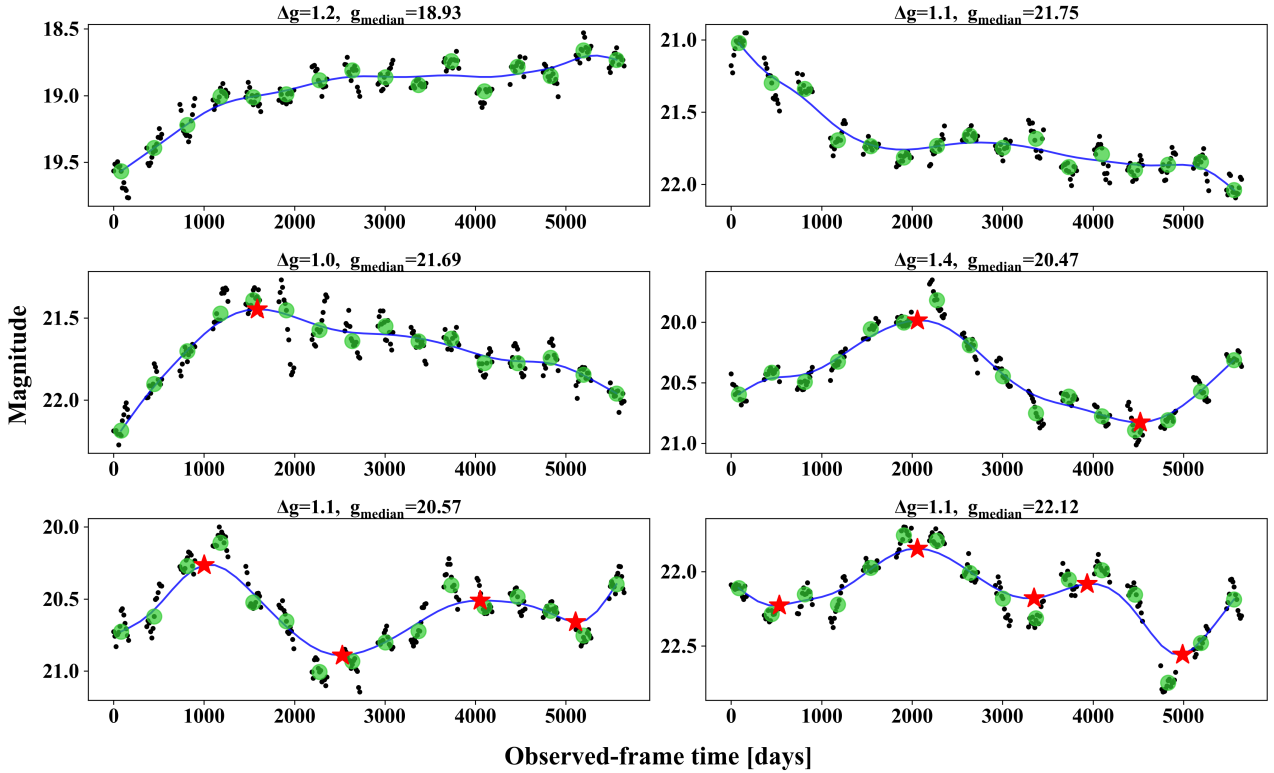 Δg=1.2, g_median=18.93
18.5
19.0
19.5
0 1000 2000 3000 4000 5000
Δg=1.1, g_median=21.75
21.0
21.5
22.0
0 1000 2000 3000 4000 5000
Δg=1.0, g_median=21.69
21.5
22.0
0 1000 2000 3000 4000 5000
Δg=1.4, g_median=20.47
20.0
20.5
21.0
0 1000 2000 3000 4000 5000
Δg=1.1, g_median=20.57
20.0
20.5
21.0
0 1000 2000 3000 4000 5000
Δg=1.1, g_median=22.12
22.0
22.5
0 1000 2000 3000 4000 5000
Magnitude
Observed-frame time [days]